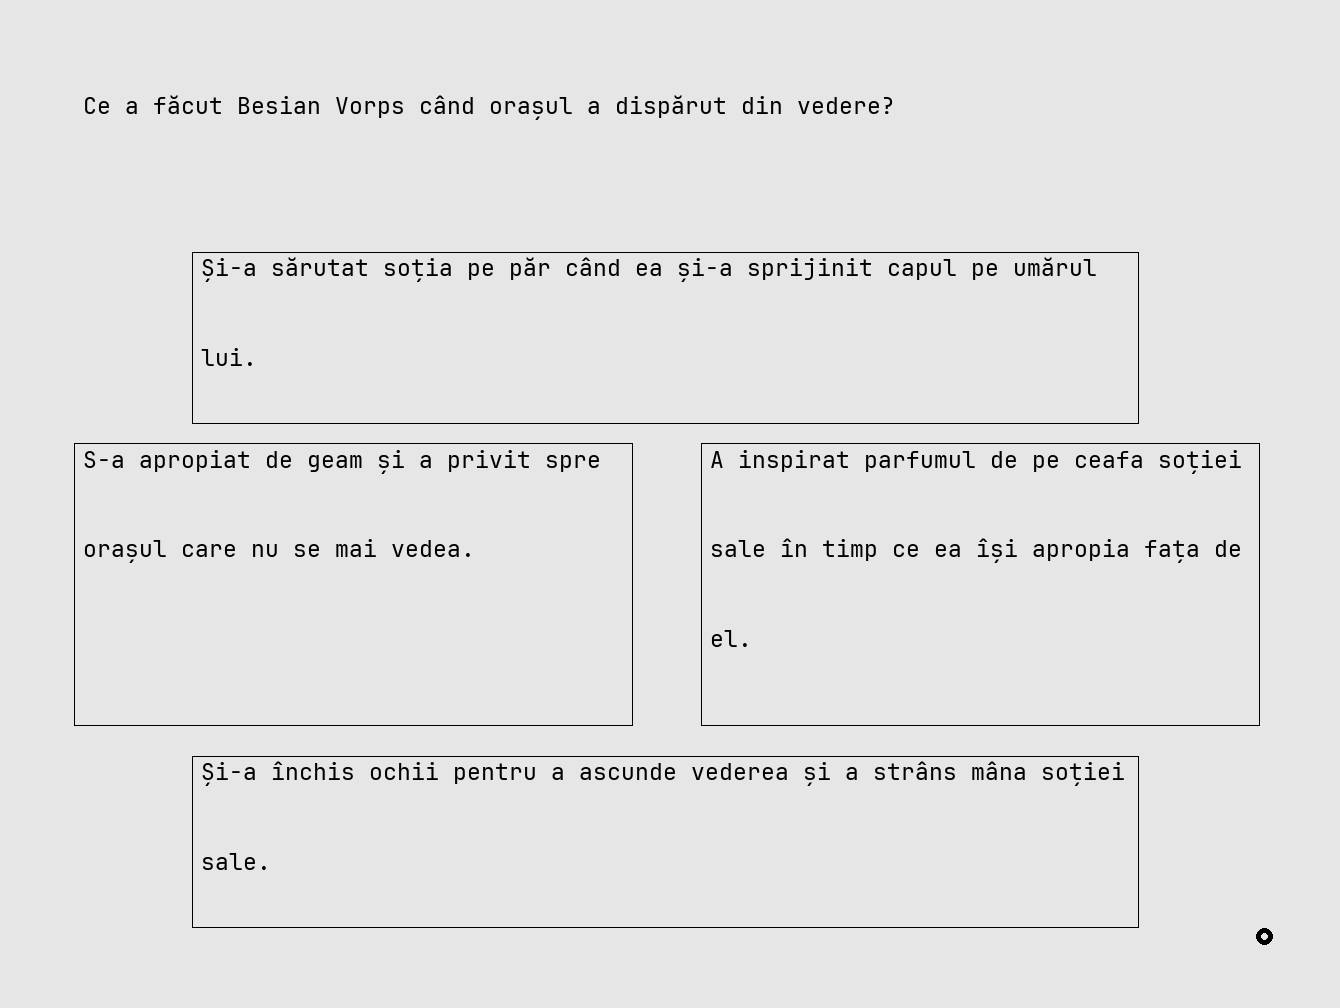 Ce a făcut Besian Vorps când orașul a dispărut din vedere?
Și-a sărutat soția pe păr când ea și-a sprijinit capul pe umărul
lui.
S-a apropiat de geam și a privit spre
orașul care nu se mai vedea.
A inspirat parfumul de pe ceafa soției
sale în timp ce ea își apropia fața de
el.
Și-a închis ochii pentru a ascunde vederea și a strâns mâna soției
sale.